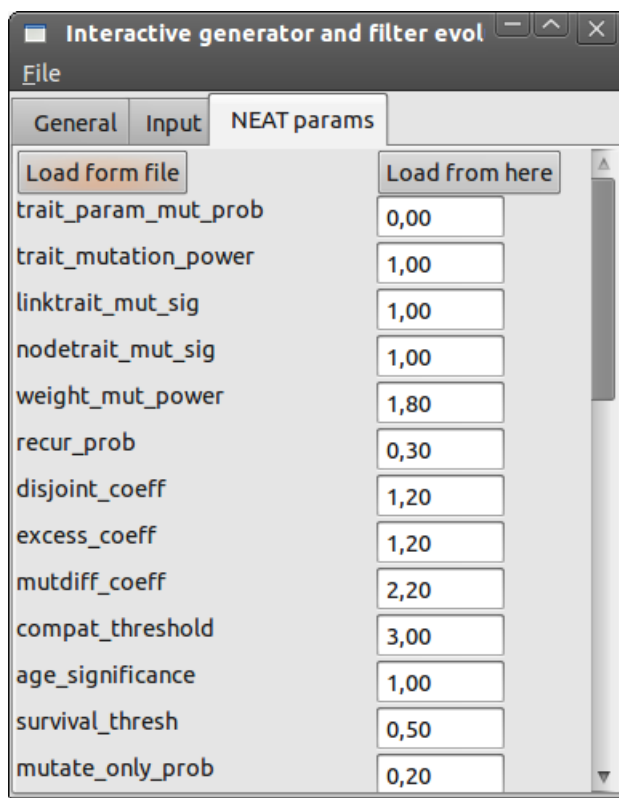 Interactive generator and filter evol
File
General Input NEAT params
Load form file Load from here
trait_param_mut_prob 0,00
trait_mutation_power 1,00
linktrait_mut_sig 1,00
nodetrait_mut_sig 1,00
weight_mut_power 1,80
recur_prob 0,30
disjoint_coeff 1,20
excess_coeff 1,20
mutdiff_coeff 2,20
compat_threshold 3,00
age_significance 1,00
survival_thresh 0,50
mutate_only_prob 0,20